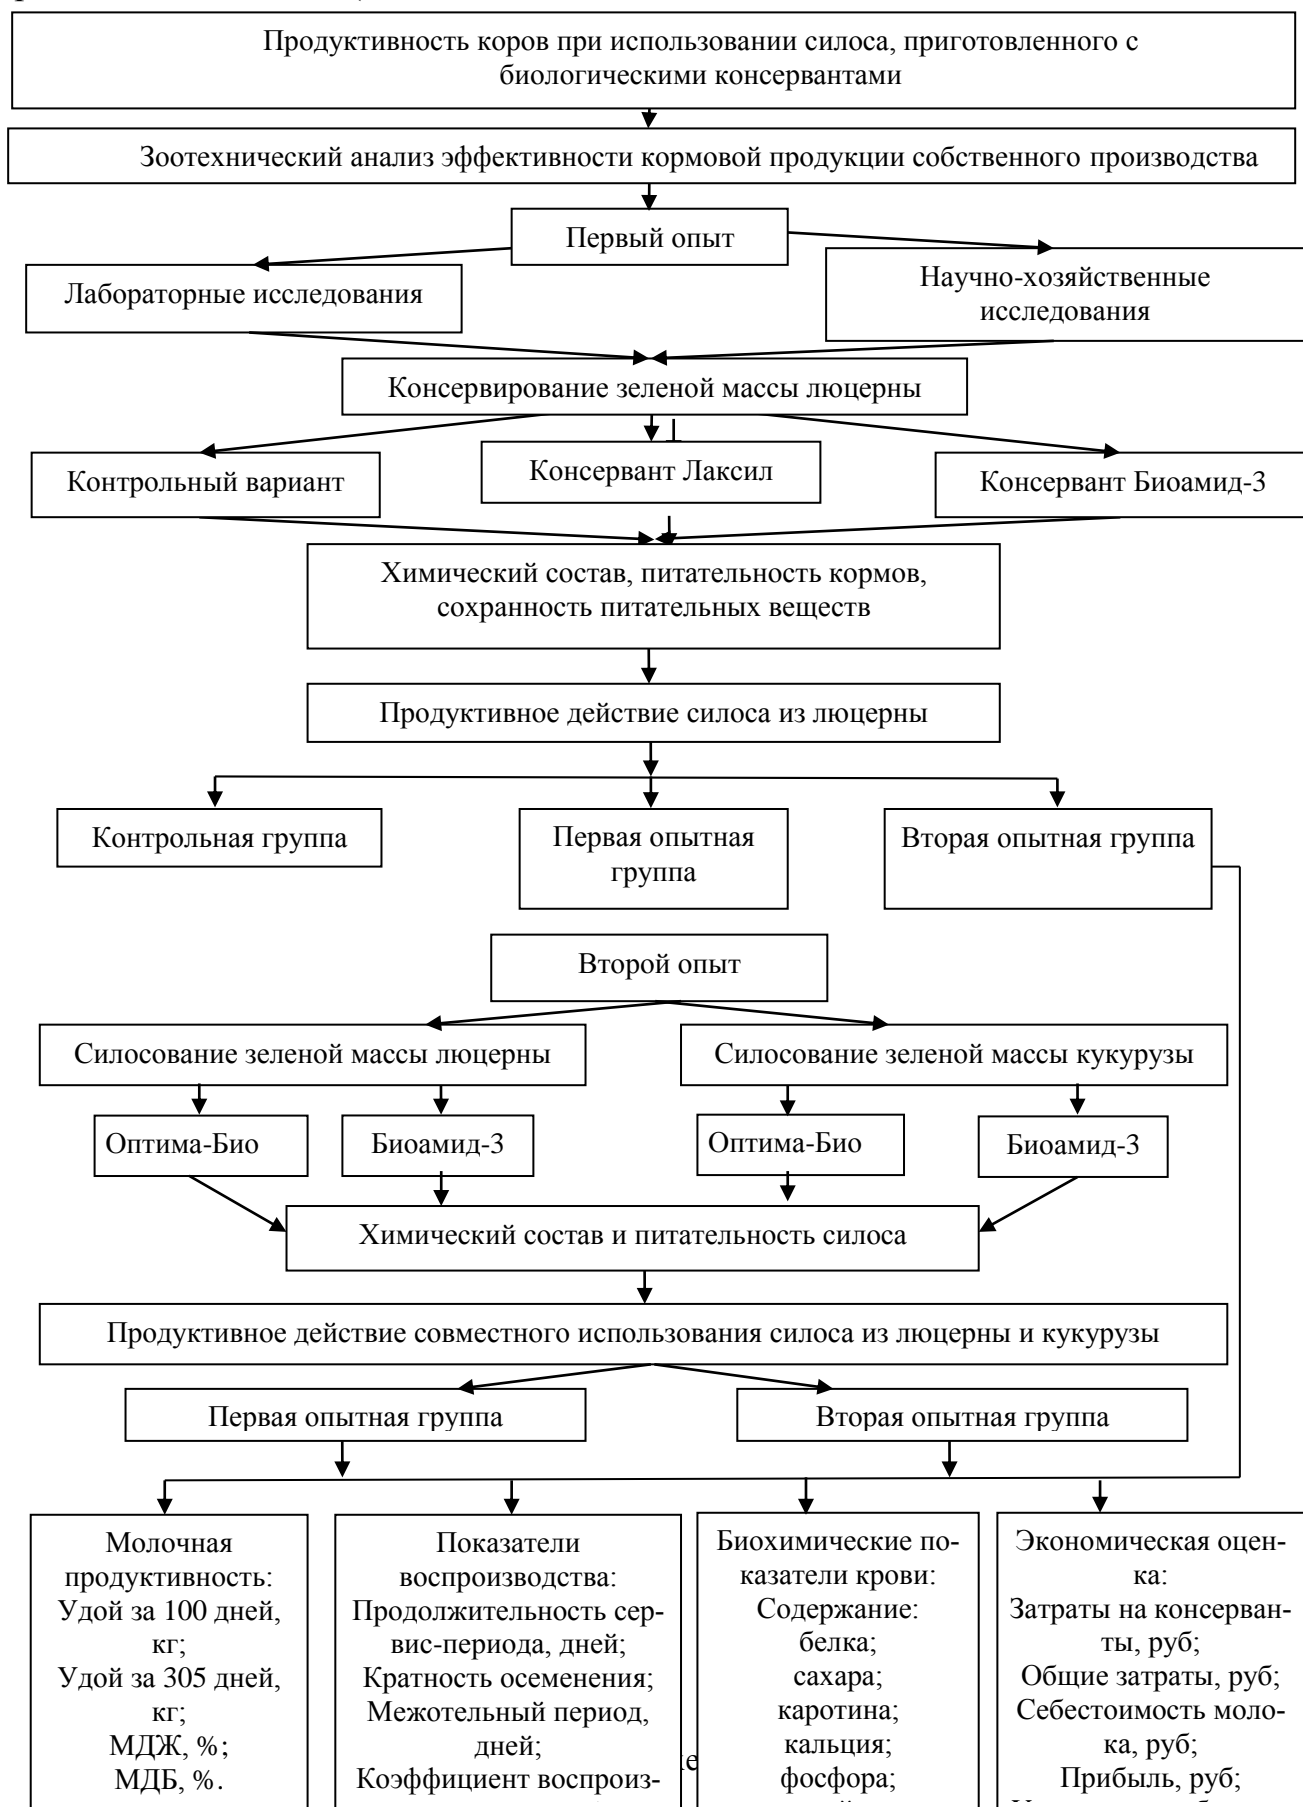 Продуктивность коров при использовании силоса, приготовленного с
биологическими консервантами
Зоотехнический анализ эффективности кормовой продукции собственного производства
Первый опыт
Лабораторные исследования
Научно-хозяйственные
исследования
Консервирование зеленой массы люцерны
Контрольный вариант
Консервант Лаксил
Консервант Биоамид-3
Химический состав, питательность кормов,
сохранность питательных веществ
Продуктивное действие силоса из люцерны
Контрольная группа
Первая опытная
группа
Вторая опытная группа
Второй опыт
Силосование зеленой массы люцерны
Силосование зеленой массы кукурузы
Оптима-Био
Биоамид-3
Оптима-Био
Биоамид-3
Химический состав и питательность силоса
Продуктивное действие совместного использования силоса из люцерны и кукурузы
Первая опытная группа
Вторая опытная группа
Молочная
продуктивность:
Удой за 100 дней,
кг;
Удой за 305 дней,
кг;
МДЖ, %;
МДБ, %.
Показатели
воспроизводства:
Продолжительность сер-
вис-периода, дней;
Кратность осеменения;
Межотельный период,
дней;
Коэффициент воспроиз-
Биохимические по-
казатели крови:
Содержание:
белка;
сахара;
каротина;
кальция;
фосфора;
Экономическая оцен-
ка:
Затраты на консерван-
ты, руб;
Общие затраты, руб;
Себестоимость моло-
ка, руб;
Прибыль, руб;